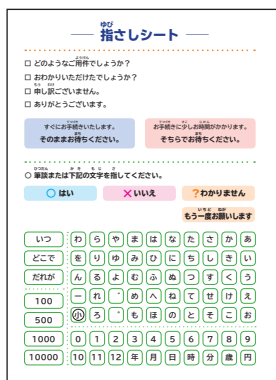 指さしシート
□ どのようなご用件でしょうか?
□ おわかりいただけたでしょうか?
□ 申し訳ございません。
□ ありがとうございます。
すぐにお手続きいたします。
そのままお待ちください。
お手続きに少しお時間がかかります。
そちらでお待ちください。
○ 筆談または下記の文字を指してください。
○ はい
×いいえ
?わかりません
もう一度お願いします
いつ わ ら や ま は な た さ か あ
どこで を り ゆ み ひ に ち し き い
だれが ん る よ む ふ ぬ つ す く う
100 ー れ ゛ め へ ね て せ け え
500 小 ろ ゜ も ほ の と そ こ お
1000 0 1 2 3 4 5 6 7 8 9
10000 10 11 12 年 月 日 時 分 歳 円